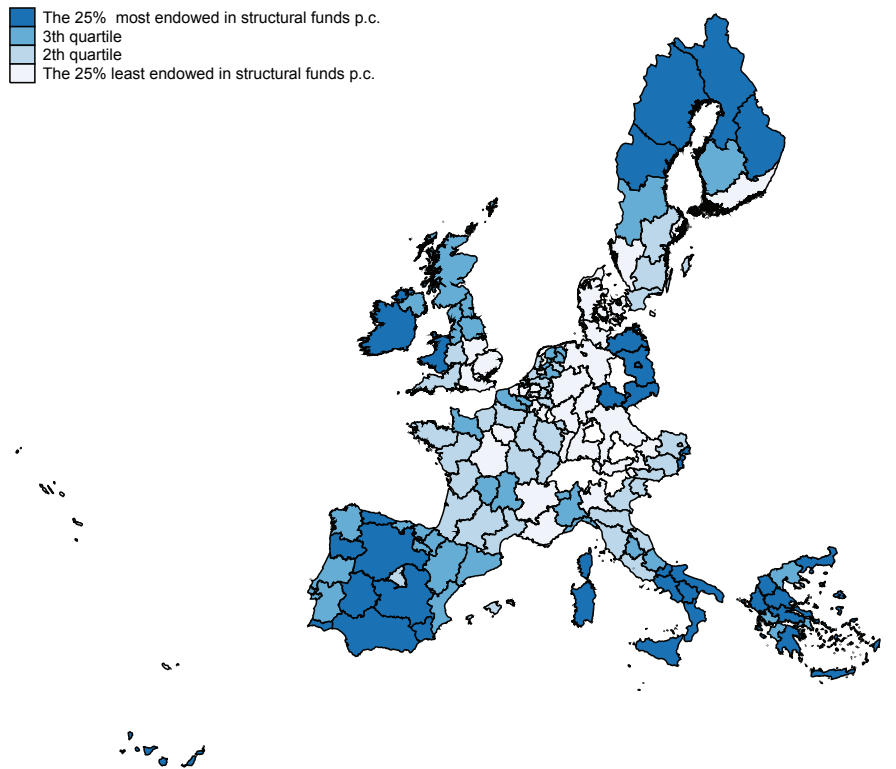 The 25%  most endowed in structural funds p.c.
3th quartile
2th quartile
The 25% least endowed in structural funds p.c.